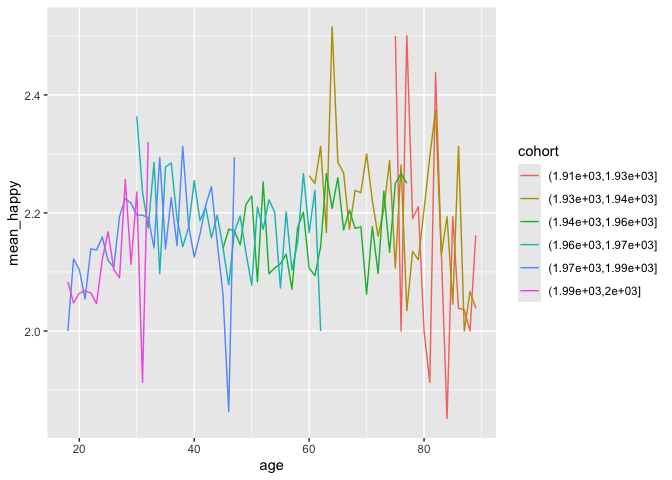 2.4
2.2
2.0
mean_happy
20
40
60
80
age
cohort
(1.91e+03,1.93e+03]
(1.93e+03,1.94e+03]
(1.94e+03,1.96e+03]
(1.96e+03,1.97e+03]
(1.97e+03,1.99e+03]
(1.99e+03,2e+03]